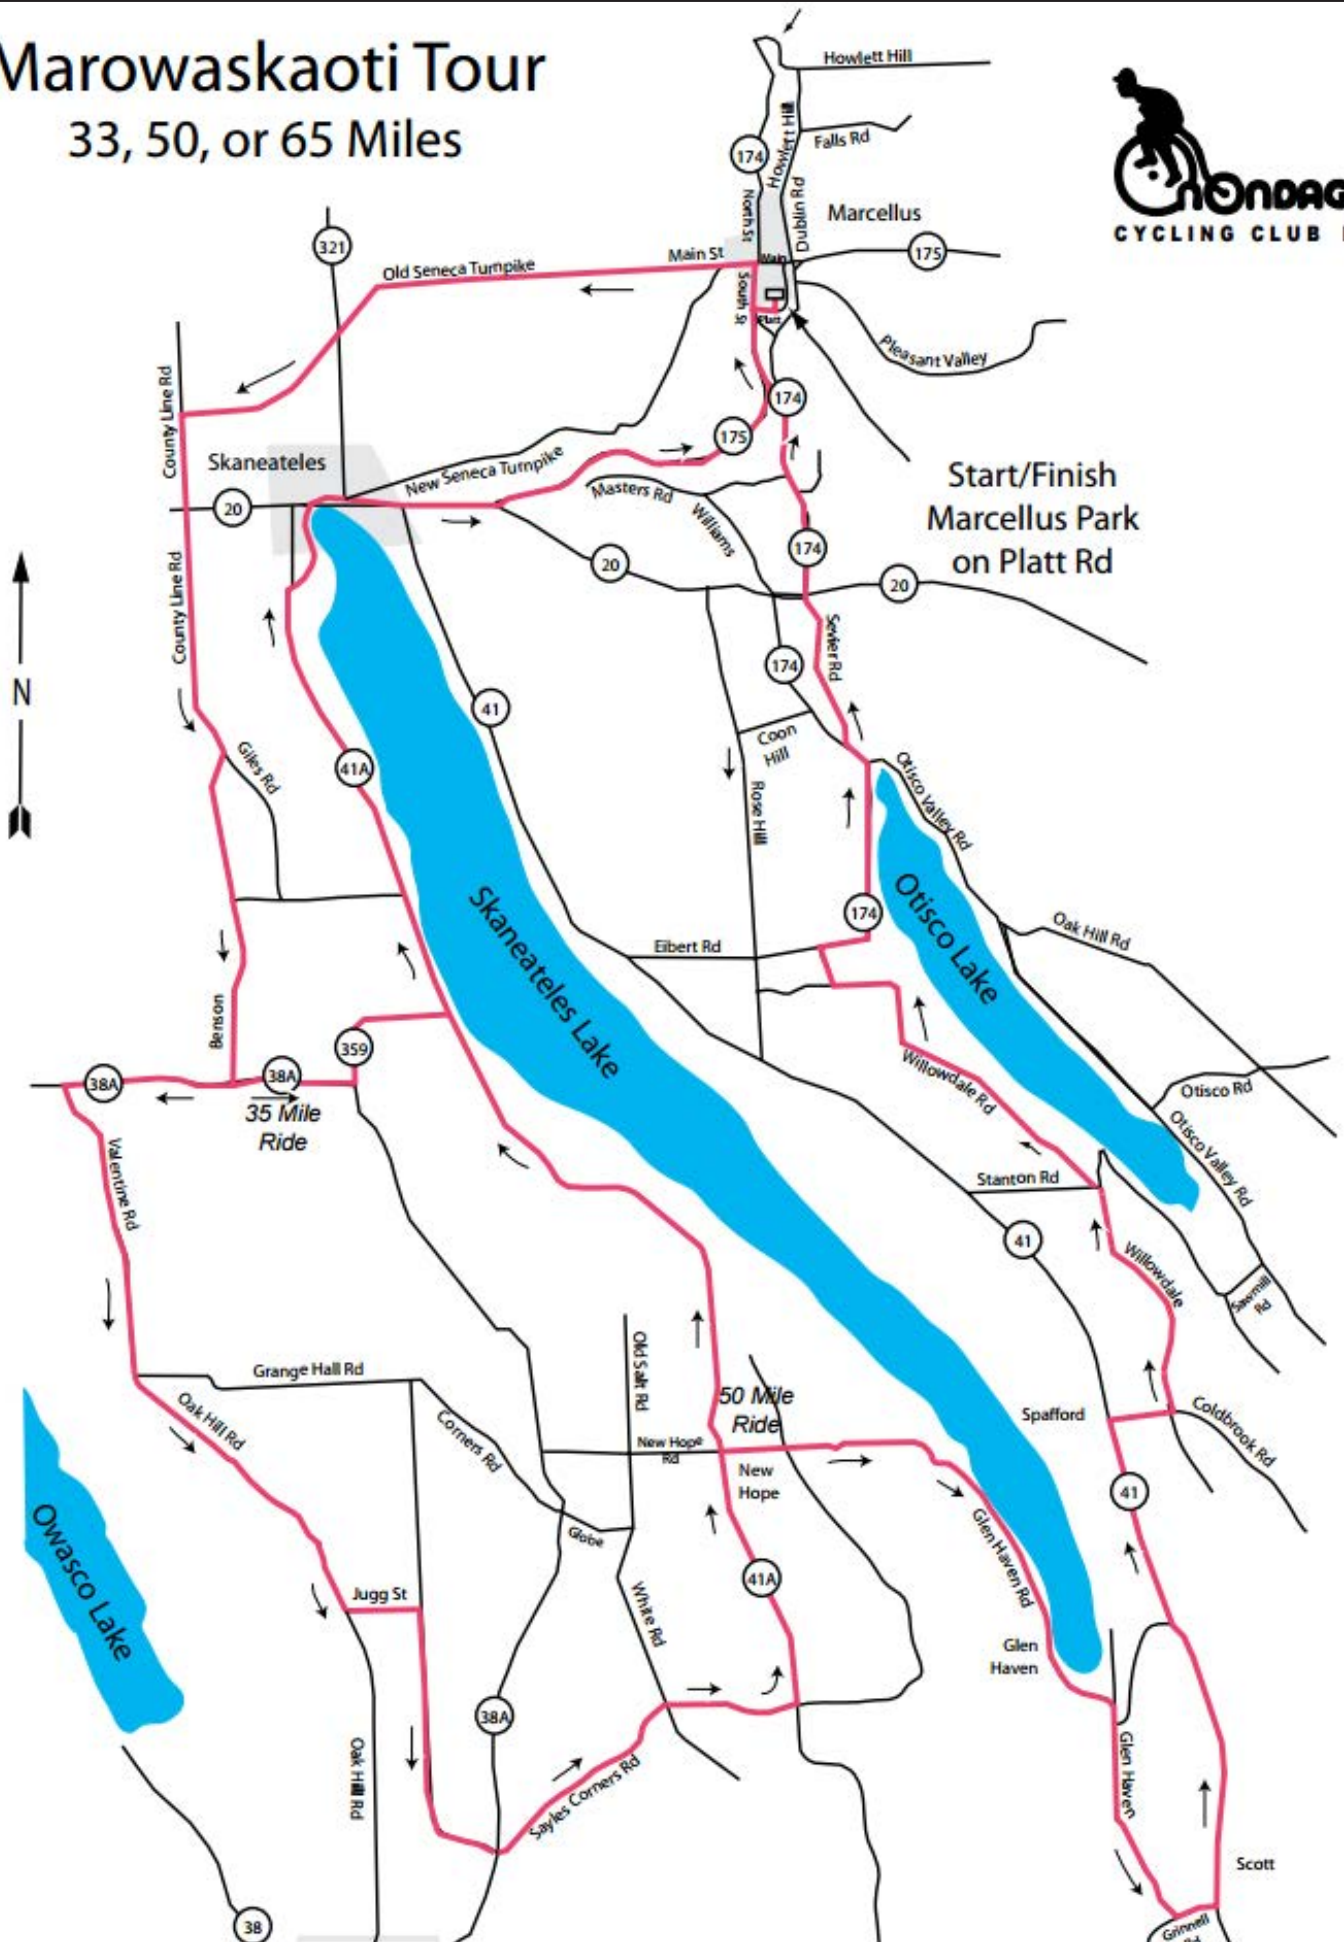 Marowaskaoti Tour
33, 50, or 65 Miles
Howlett Hill
Falls Rd
174
Howlett Hill
North St
Dublin Rd
Marcellus
CYCLING CLUB
321
Old Seneca Turnpike
Main St
Main
175
South St
Platt
Pleasant Valley
County Line Rd
174
175
Skaneateles
New Seneca Turnpike
Masters Rd
Williams
Start/Finish
Marcellus Park
on Platt Rd
20
20
174
20
County Line Rd
Sevier Rd
174
N
41
Coon
Hill
Giles Rd
41A
Rose Hill
Otisco Valley Rd
Skaneateles Lake
Otisco Lake
174
Oak Hill Rd
Eibert Rd
Benson
359
38A
38A
35 Mile
Ride
Willowdale Rd
Otisco Rd
Otisco Valley Rd
Valentine Rd
Stanton Rd
41
Willowdale
Sawmill
Rd
Grange Hall Rd
Oak Hill Rd
Corners Rd
Old Salt Rd
50 Mile
Ride
New Hope
Rd
New
Hope
Spafford
Coldbrook Rd
41
Owasco Lake
Globe
Glen Haven Rd
41A
Jugg St
White Rd
Glen
Haven
38A
Oak Hill Rd
Sayles Corners Rd
Glen Haven
Scott
38
Grinnell